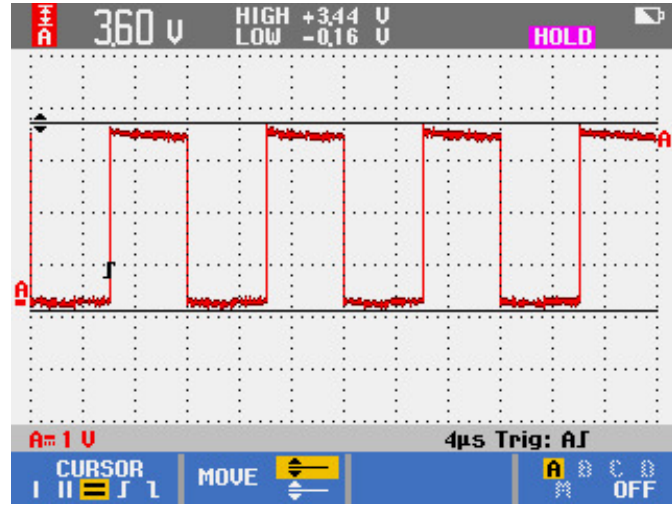 A 3.60 V HIGH +3.44 V
LOW -0.16 V
HOLD
A
A
A= 1 V 4µs Trig: A
CURSOR
MOVE
A B C D
M OFF